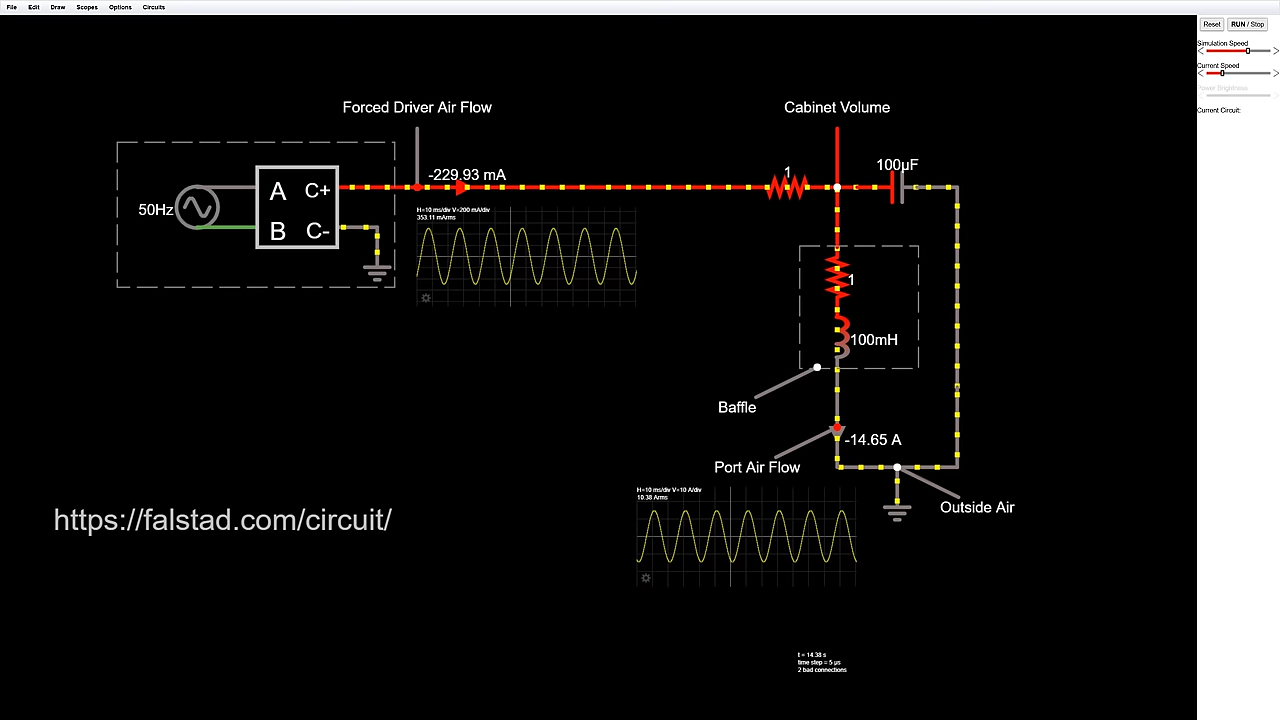 File Edit Draw Scopes Options Circuits
Reset RUN / Stop
Simulation Speed
Current Speed
Power Brightness
Current Circuit:
Forced Driver Air Flow
Cabinet Volume
-229.93 mA
1
100µF
50Hz
A C+
B C-
H=10 ms/div V=200 mA/div
353.11 mArms
1
100mH
Baffle
-14.65 A
Port Air Flow
H=10 ms/div V=10 A/div
10.38 Arms
Outside Air
https://falstad.com/circuit/
t = 14.38 s
time step = 5 µs
2 bad connections